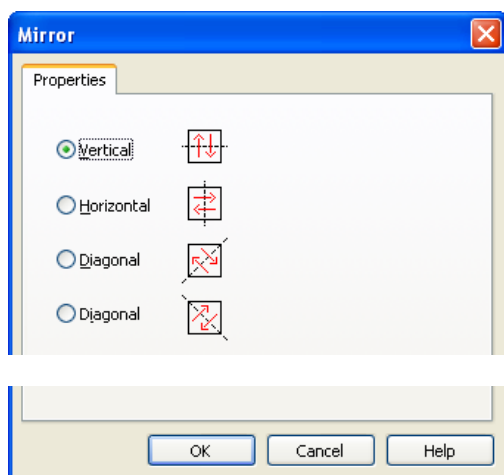 Mirror
Properties
Vertical
Horizontal
Diagonal
Diagonal
OK Cancel Help